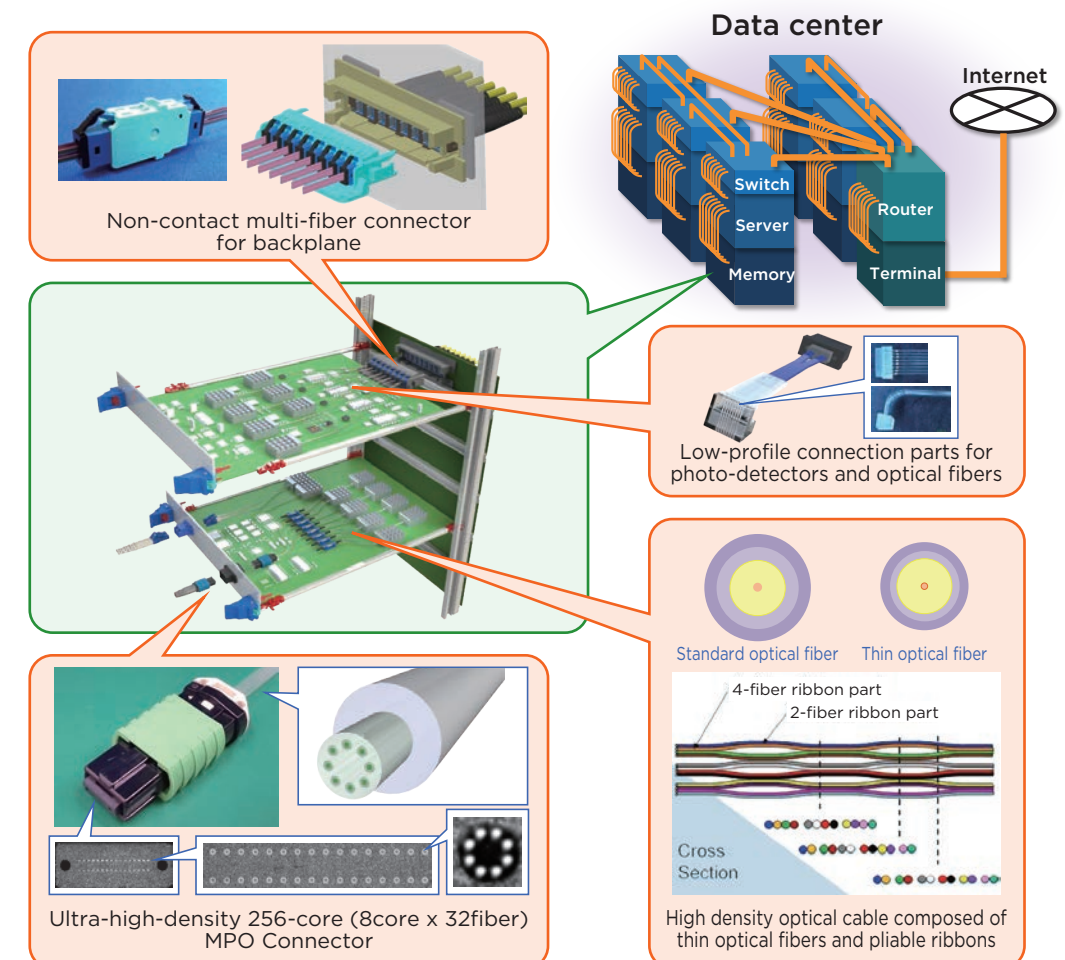 Data center
Internet
Switch
Server
Memory
Router
Terminal
Non-contact multi-fiber connector
for backplane
Low-profile connection parts for
photo-detectors and optical fibers
Standard optical fiber
Thin optical fiber
4-fiber ribbon part
2-fiber ribbon part
Cross
Section
High density optical cable composed of
thin optical fibers and pliable ribbons
Ultra-high-density 256-core (8core x 32fiber)
MPO Connector